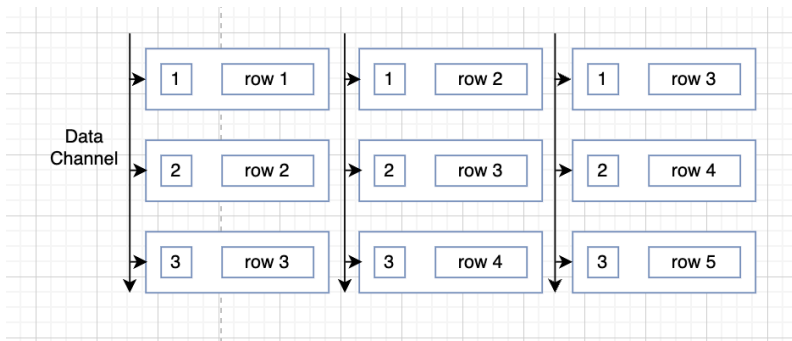 1 row 1 1 row 2 1 row 3
Data
Channel
2 row 2 2 row 3 2 row 4
3 row 3 3 row 4 3 row 5